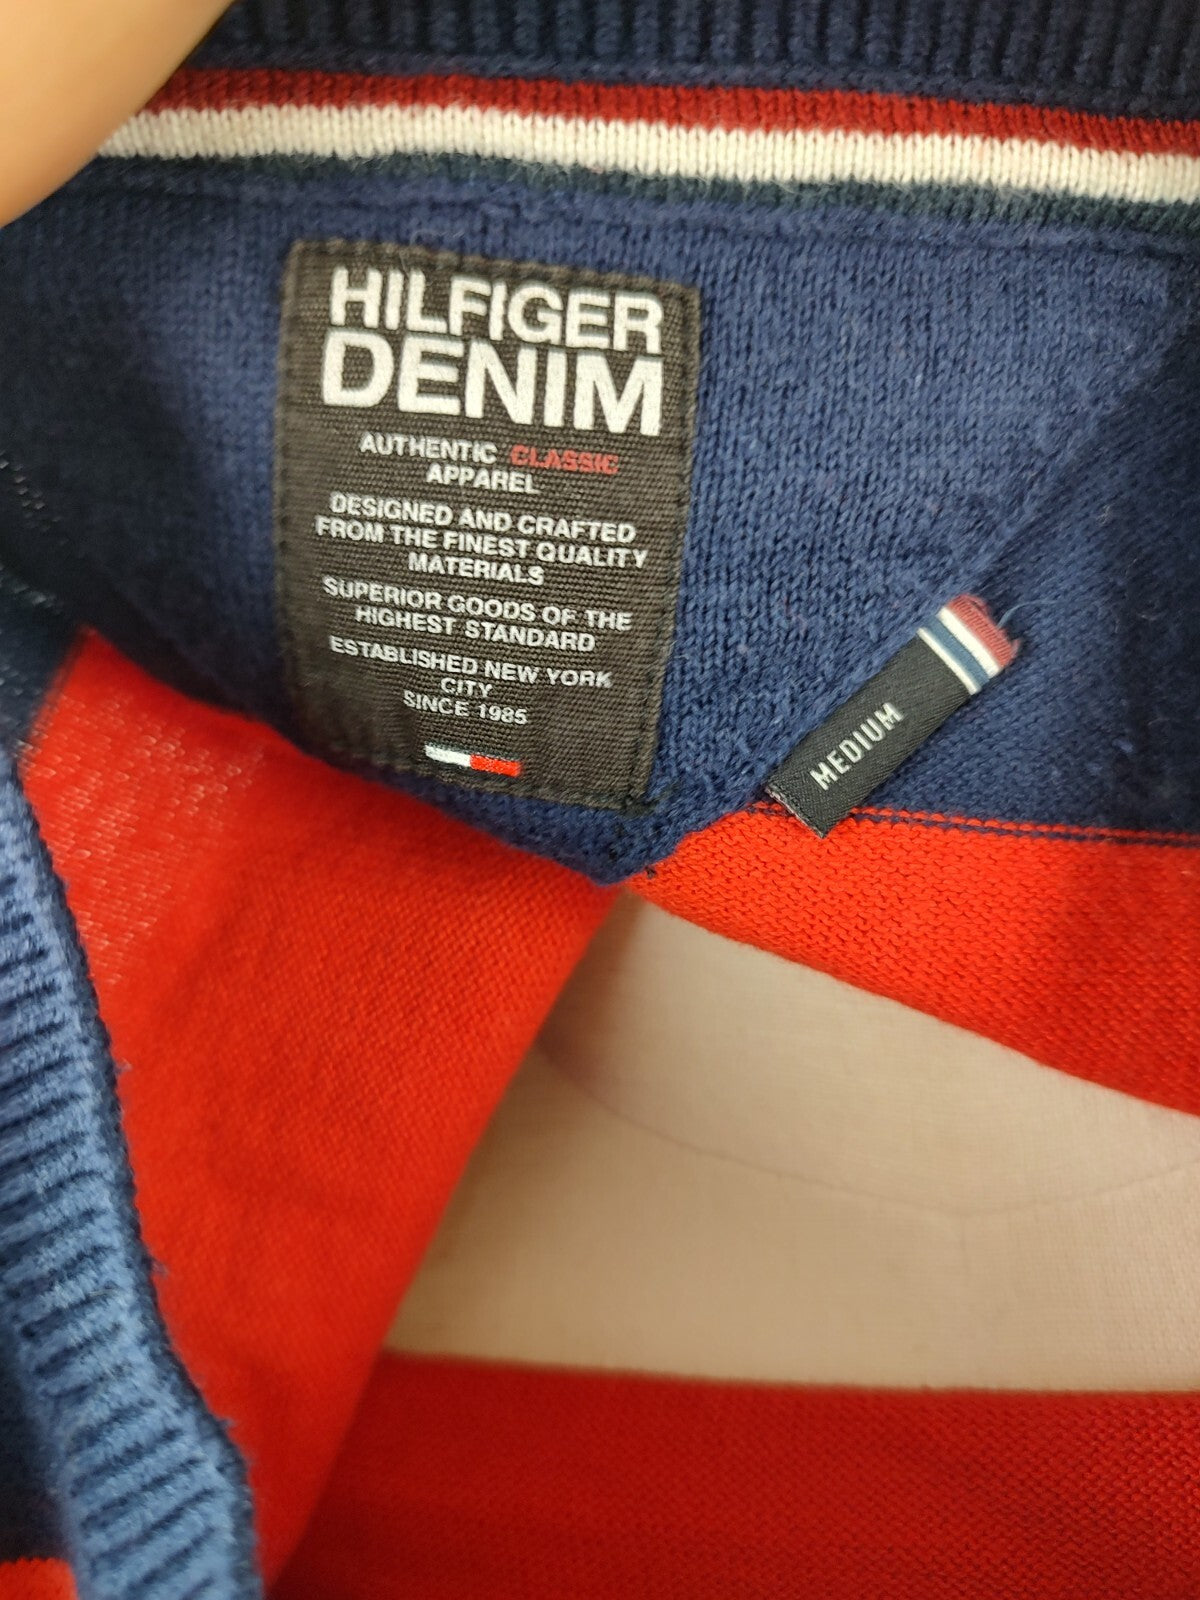 HILFIGER
DENIM
AUTHENTIC CLASSIC
APPAREL
DESIGNED AND CRAFTED
FROM THE FINEST QUALITY
MATERIALS
SUPERIOR GOODS OF THE
HIGHEST STANDARD
ESTABLISHED NEW YORK
CITY
SINCE 1985
MEDIUM